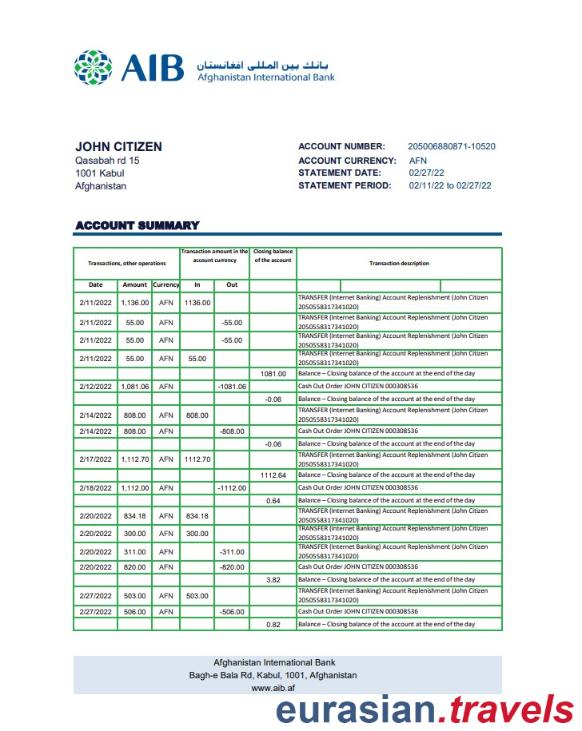 AIB
بانك بين المللى افغانستان
Afghanistan International Bank
JOHN CITIZEN
Qasabah rd 15
1001 Kabul
Afghanistan
ACCOUNT NUMBER: 205006880871-10520
ACCOUNT CURRENCY: AFN
STATEMENT DATE: 02/27/22
STATEMENT PERIOD: 02/11/22 to 02/27/22
ACCOUNT SUMMARY
Transactions, other operations
Transaction amount in the
account currency
Closing balance
of the account
Transaction description
Date Amount Currency In Out
TRANSFER (Internet Banking) Account Replenishment (John Citizen
2/11/2022 1,136.00 AFN 1136.00
2050558317341020)
TRANSFER (Internet Banking) Account Replenishment (John Citizen
2/11/2022 55.00 AFN -55.00
2050558317341020)
TRANSFER (Internet Banking) Account Replenishment (John Citizen
2/11/2022 55.00 AFN -55.00
2050558317341020)
TRANSFER (Internet Banking) Account Replenishment (John Citizen
2/11/2022 55.00 AFN 55.00
2050558317341020)
1081.00 Balance – Closing balance of the account at the end of the day
2/12/2022 1,081.06 AFN -1081.06 Cash Out Order JOHN CITIZEN 000308536
-0.06 Balance – Closing balance of the account at the end of the day
TRANSFER (Internet Banking) Account Replenishment (John Citizen
2/14/2022 808.00 AFN 808.00
2050558317341020)
2/14/2022 808.00 AFN -808.00 Cash Out Order JOHN CITIZEN 000308536
-0.06 Balance – Closing balance of the account at the end of the day
TRANSFER (Internet Banking) Account Replenishment (John Citizen
2/17/2022 1,112.70 AFN 1112.70
2050558317341020)
1112.64 Balance – Closing balance of the account at the end of the day
2/18/2022 1,112.00 AFN -1112.00 Cash Out Order JOHN CITIZEN 000308536
0.64 Balance – Closing balance of the account at the end of the day
TRANSFER (Internet Banking) Account Replenishment (John Citizen
2/20/2022 834.18 AFN 834.18
2050558317341020)
TRANSFER (Internet Banking) Account Replenishment (John Citizen
2/20/2022 300.00 AFN 300.00
2050558317341020)
TRANSFER (Internet Banking) Account Replenishment (John Citizen
2/20/2022 311.00 AFN -311.00
2050558317341020)
2/20/2022 820.00 AFN -820.00 Cash Out Order JOHN CITIZEN 000308536
3.82 Balance – Closing balance of the account at the end of the day
TRANSFER (Internet Banking) Account Replenishment (John Citizen
2/27/2022 503.00 AFN 503.00
2050558317341020)
2/27/2022 506.00 AFN -506.00 Cash Out Order JOHN CITIZEN 000308536
0.82 Balance – Closing balance of the account at the end of the day
Afghanistan International Bank
Bagh-e Bala Rd, Kabul, 1001, Afghanistan
www.aib.af
eurasian.travels